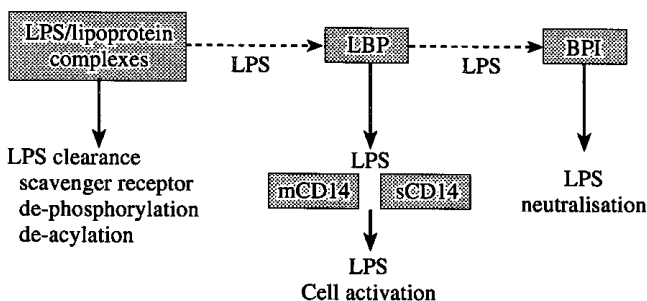 LPS/lipoprotein
complexes
LPS
LBP
LPS
BPI
LPS clearance
scavenger receptor
de-phosphorylation
de-acylation
LPS
mCD14
sCD14
LPS
Cell activation
LPS
neutralisation